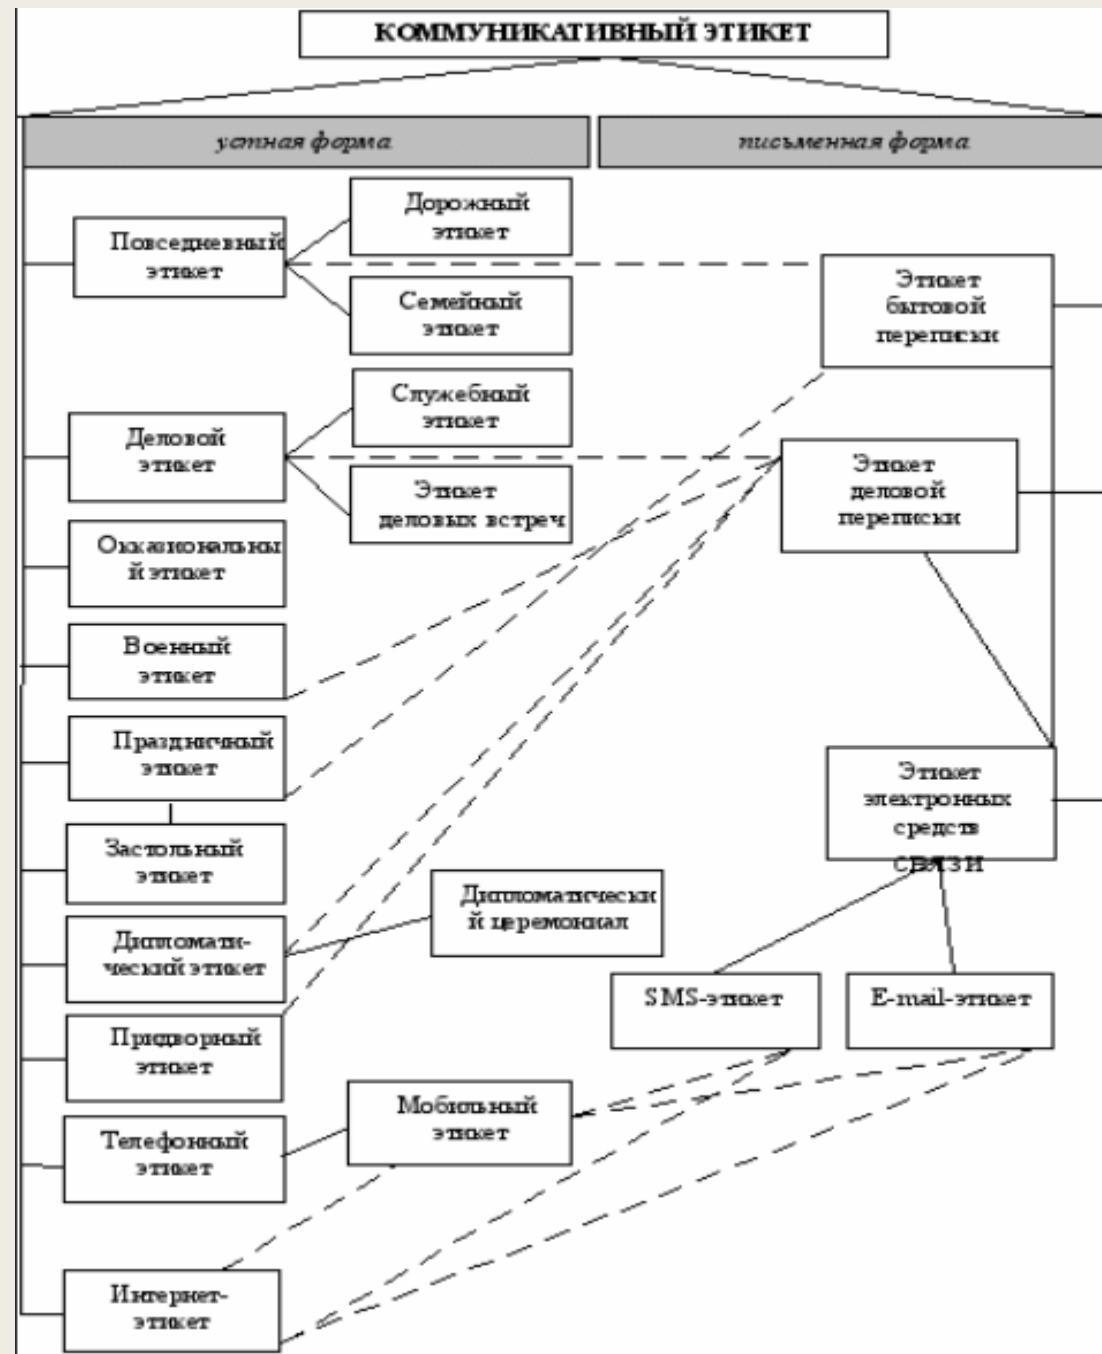 КОММУНИКАТИВНЫЙ ЭТИКЕТ
устная форма
письменная форма
Дорожный
этикет
Повседневный
этикет
Семейный
этикет
Этикет
бытовой
переписки
Служебный
этикет
Деловой
этикет
Этикет
деловых встреч
Этикет
деловой
переписки
Окказиональны
й этикет
Военный
этикет
Праздничный
этикет
Этикет
электронных
средств
связи
Застольный
этикет
Дипломатически
й церемониал
Дипломати-
ческий этикет
SMS-этикет
E-mail-этикет
Придворный
этикет
Мобильный
этикет
Телефонный
этикет
Интернет-
этикет